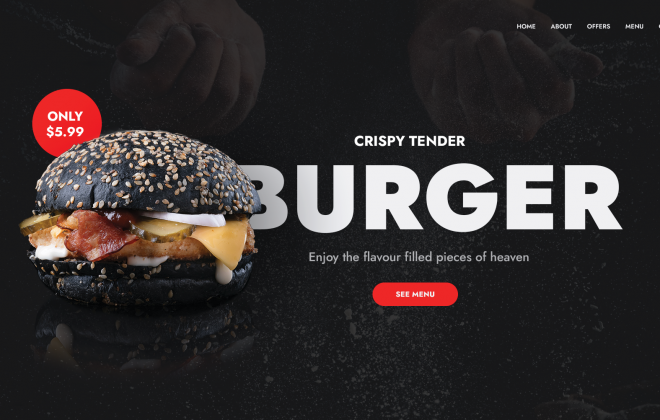 HOME ABOUT OFFERS MENU
ONLY
$5.99
CRISPY TENDER
BURGER
Enjoy the flavour filled pieces of heaven
SEE MENU